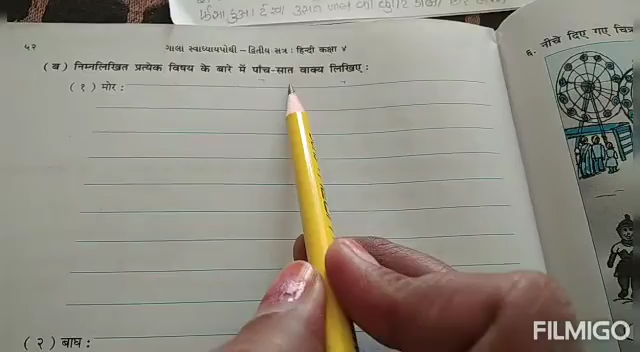 ५२
गाला स्वाध्यायपोथी – द्वितीय सत्र : हिन्दी कक्षा ४
(ब) निम्नलिखित प्रत्येक विषय के बारे में पाँच-सात वाक्य लिखिए :
(१) मोर :
(२) बाघ :
६. नीचे दिए गए चित्र
FILMIGO